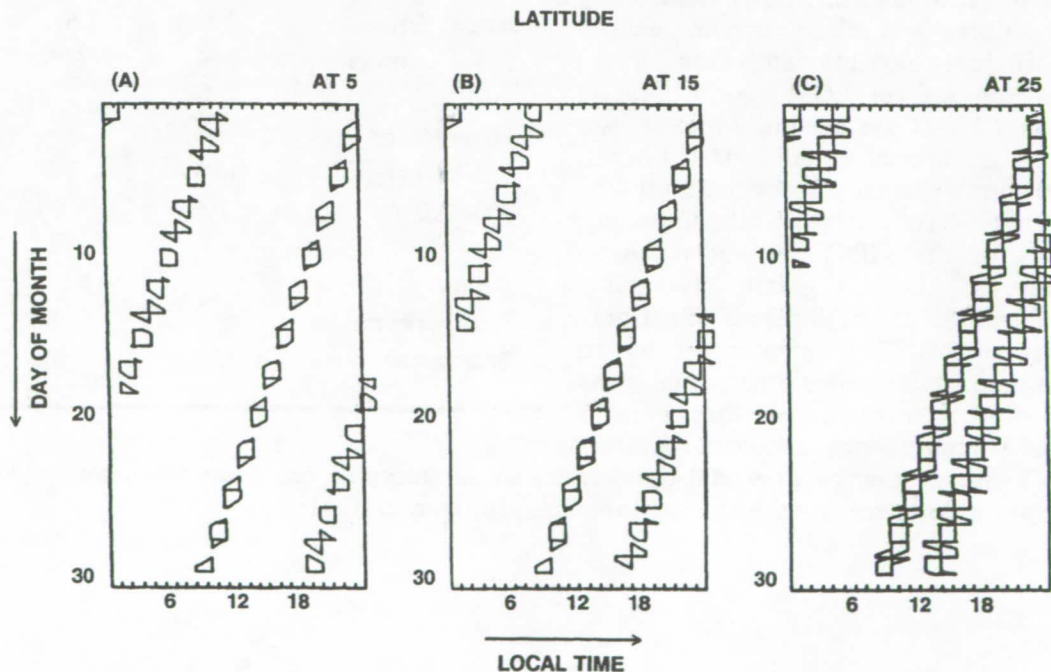 LATITUDE
(A) AT 5
(B) AT 15
(C) AT 25
DAY OF MONTH
10
20
30
6 12 18
10
20
30
6 12 18
10
20
30
6 12 18
LOCAL TIME